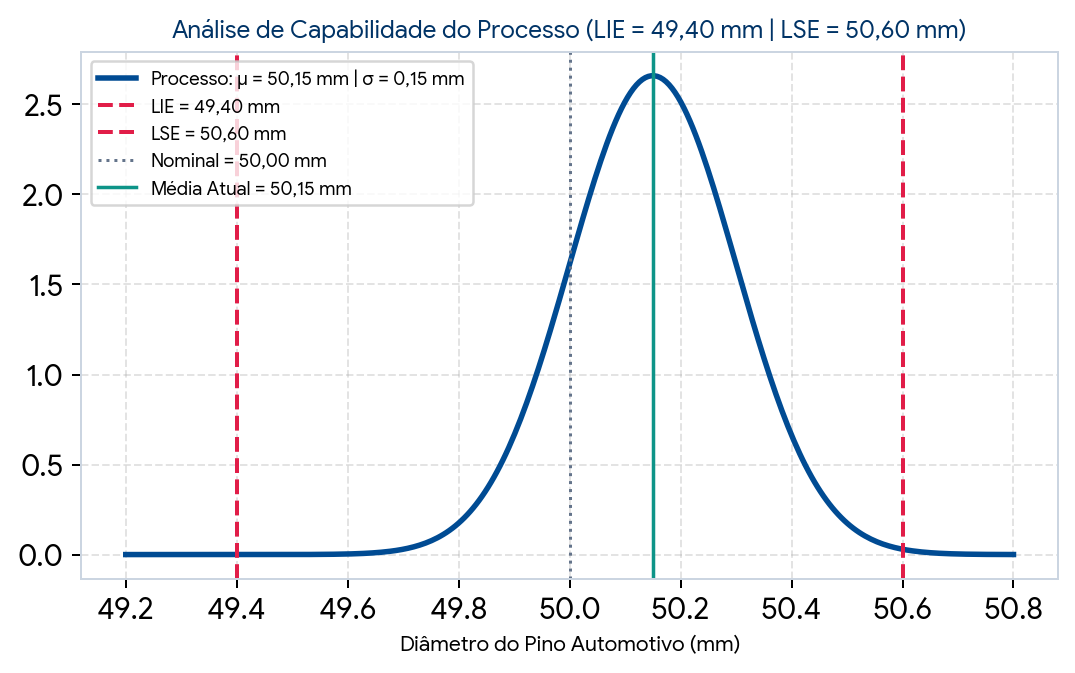 Análise de Capabilidade do Processo (LIE = 49,40 mm | LSE = 50,60 mm)
Processo: μ = 50,15 mm | σ = 0,15 mm
LIE = 49,40 mm
LSE = 50,60 mm
Nominal = 50,00 mm
Média Atual = 50,15 mm
2.5
2.0
1.5
1.0
0.5
0.0
49.2 49.4 49.6 49.8 50.0 50.2 50.4 50.6 50.8
Diâmetro do Pino Automotivo (mm)